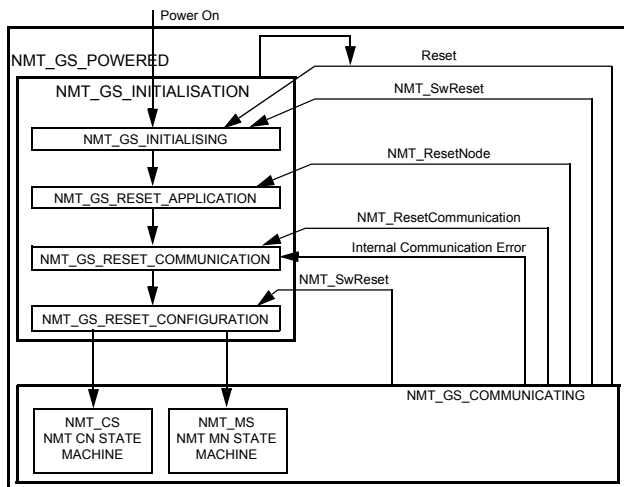 Power On
NMT_GS_POWERED
Reset
NMT_GS_INITIALISATION
NMT_SwReset
NMT_GS_INITIALISING
NMT_ResetNode
NMT_GS_RESET_APPLICATION
NMT_ResetCommunication
Internal Communication Error
NMT_GS_RESET_COMMUNICATION
NMT_SwReset
NMT_GS_RESET_CONFIGURATION
NMT_GS_COMMUNICATING
NMT_CS
NMT CN STATE
MACHINE
NMT_MS
NMT MN STATE
MACHINE